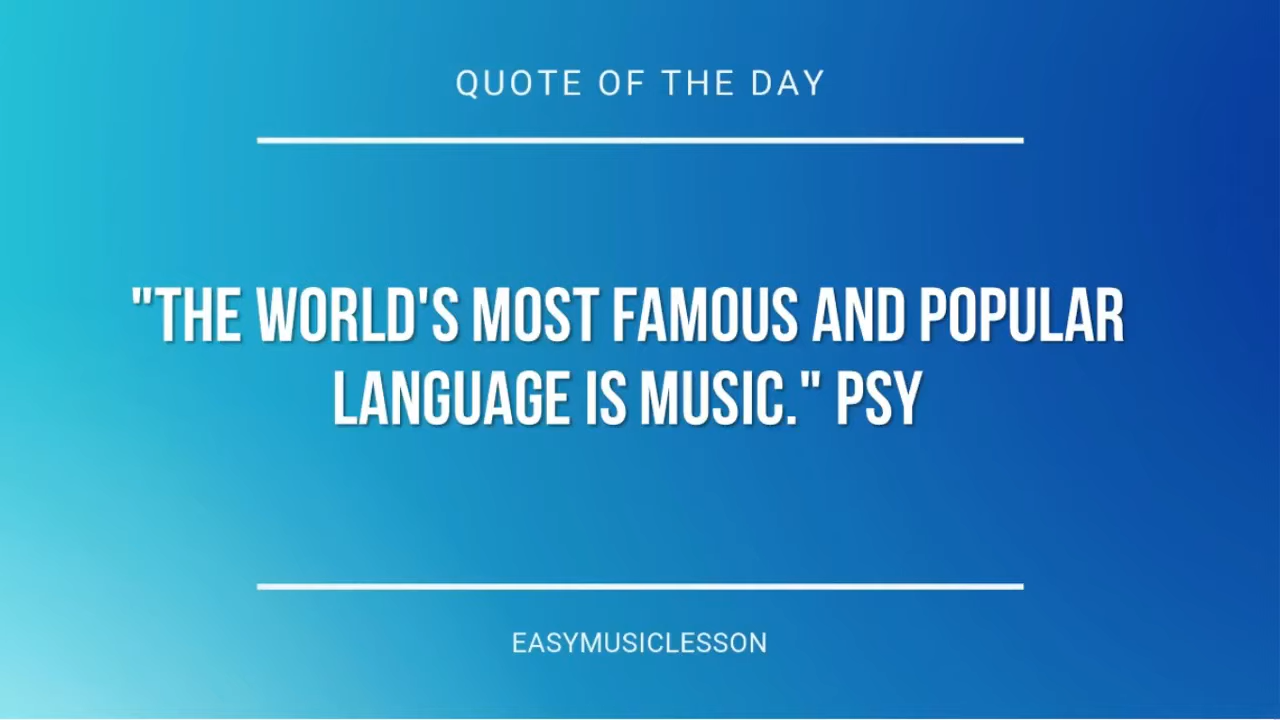 QUOTE OF THE DAY
"THE WORLD'S MOST FAMOUS AND POPULAR
LANGUAGE IS MUSIC." PSY
EASYMUSICLESSON